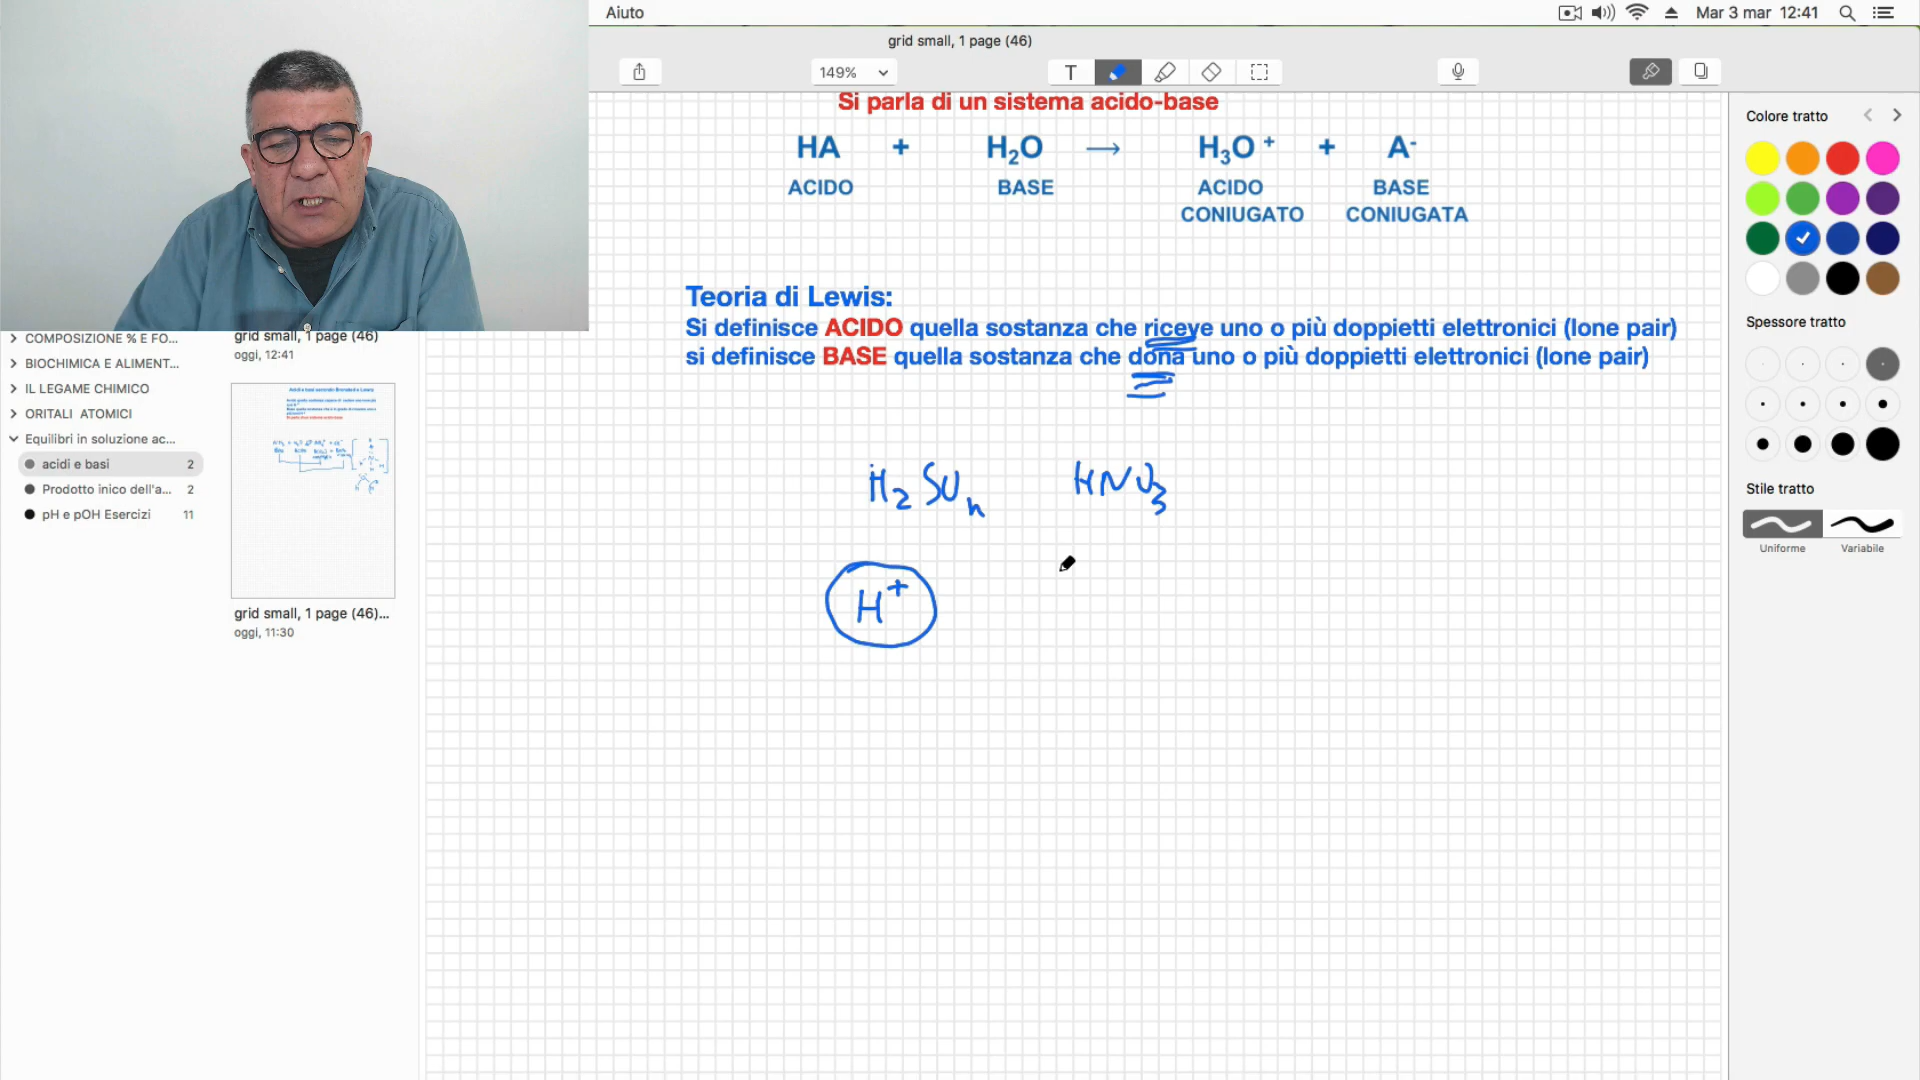 Aiuto
Mar 3 mar 12:41
grid small, 1 page (46)
149%
T
Si parla di un sistema acido-base
HA + H₂O → H₃O⁺ + A⁻
ACIDO BASE ACIDO CONIUGATO BASE CONIUGATA
Teoria di Lewis:
Si definisce ACIDO quella sostanza che riceve uno o più doppietti elettronici (lone pair)
si definisce BASE quella sostanza che dona uno o più doppietti elettronici (lone pair)
H₂SO₄ HNO₃
H⁺
COMPOSIZIONE % E FO...
BIOCHIMICA E ALIMENT...
IL LEGAME CHIMICO
ORITALI ATOMICI
Equilibri in soluzione ac...
acidi e basi 2
Prodotto inico dell'a... 2
pH e pOH Esercizi 11
grid small, 1 page (46)
oggi, 12:41
Acidi e basi secondo Bronsted e Lowry
grid small, 1 page (46)...
oggi, 11:30
Colore tratto
Spessore tratto
Stile tratto
Uniforme Variabile